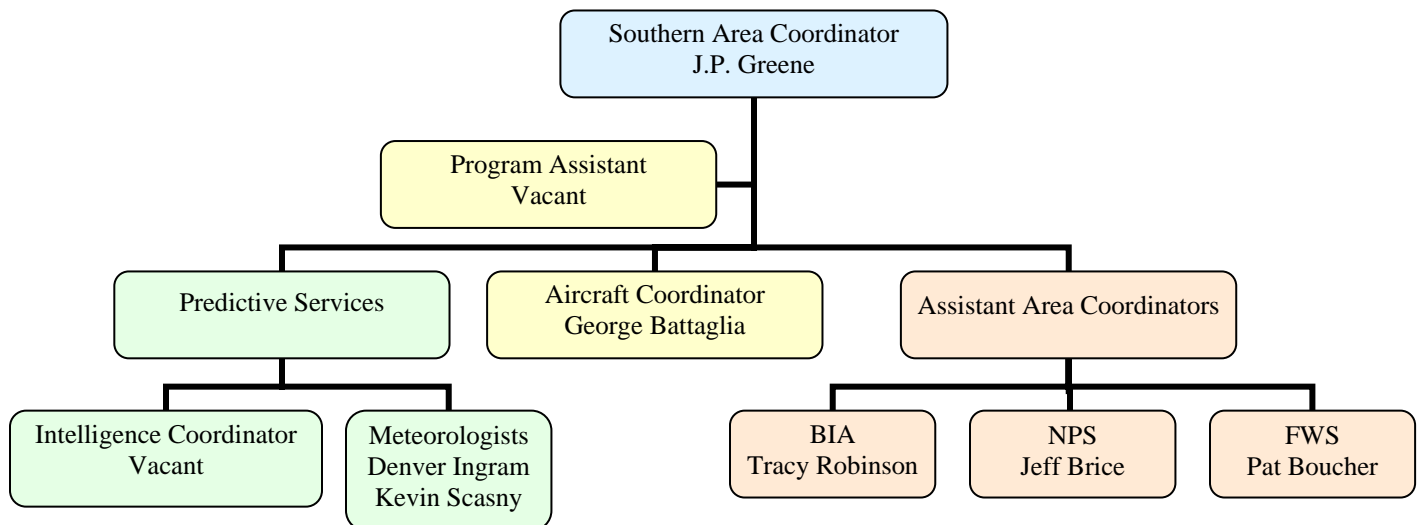 Southern Area Coordinator
J.P. Greene
Program Assistant
Vacant
Predictive Services
Aircraft Coordinator
George Battaglia
Assistant Area Coordinators
Intelligence Coordinator
Vacant
Meteorologists
Denver Ingram
Kevin Scasny
BIA
Tracy Robinson
NPS
Jeff Brice
FWS
Pat Boucher